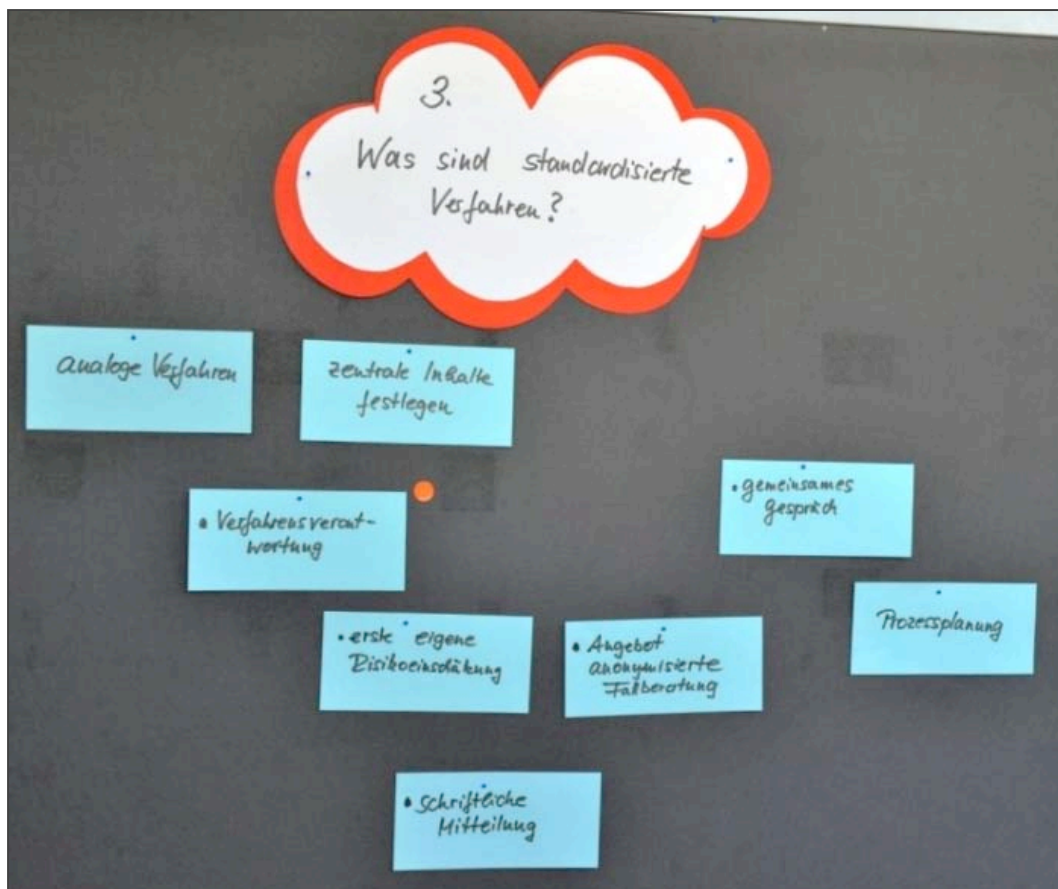 3.
Was sind standardisierte
Verfahren?
analoge Verfahren
zentrale Inhalte
festlegen
• Verfahrensverant-
wortung
• gemeinsames
gespräch
• erste eigene
Risikoeinschätzung
• Angebot
anonymisierte
Fallberatung
Prozessplanung
• schriftliche
Mitteilung